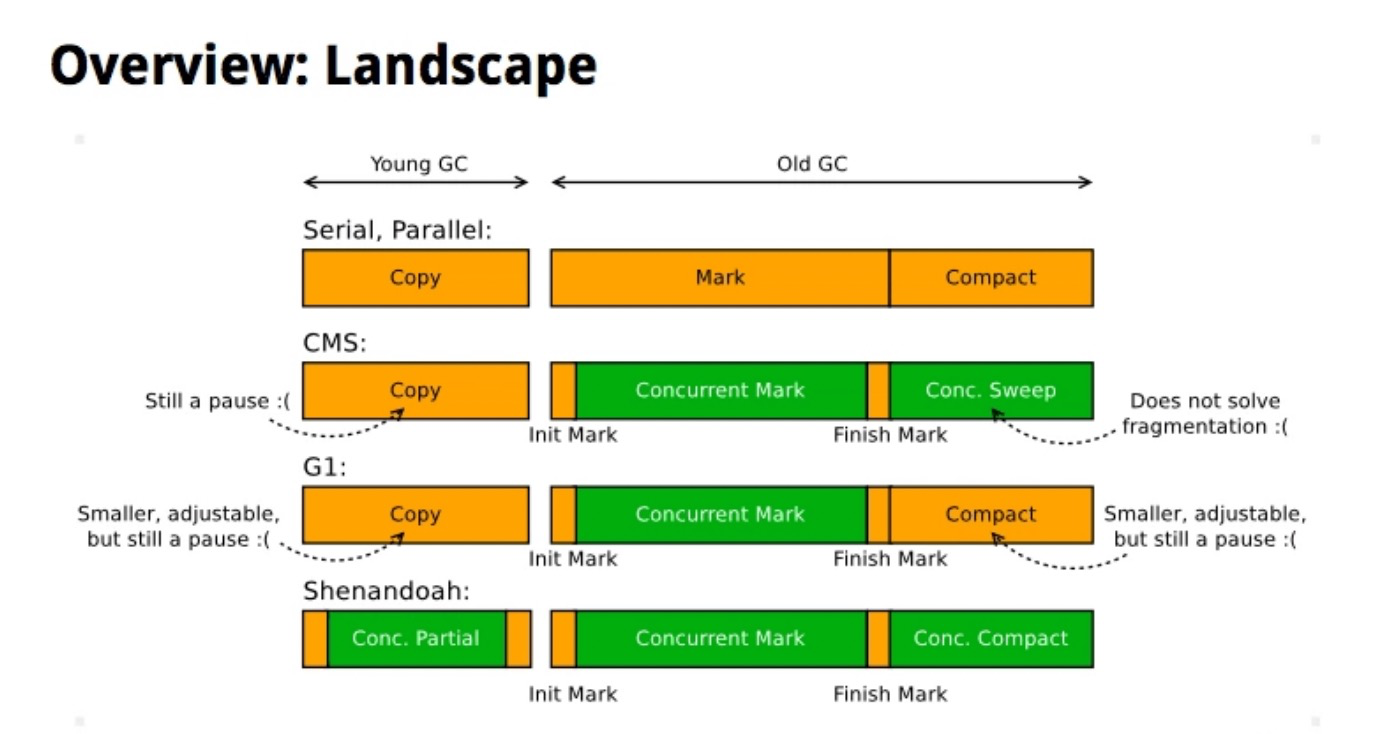 Overview: Landscape
Young GC
Old GC
Serial, Parallel:
Copy
Mark
Compact
CMS:
Still a pause :(
Copy
Concurrent Mark
Conc. Sweep
Does not solve
fragmentation :(
Init Mark
Finish Mark
G1:
Smaller, adjustable,
but still a pause :(
Copy
Concurrent Mark
Compact
Smaller, adjustable,
but still a pause :(
Init Mark
Finish Mark
Shenandoah:
Conc. Partial
Concurrent Mark
Conc. Compact
Init Mark
Finish Mark